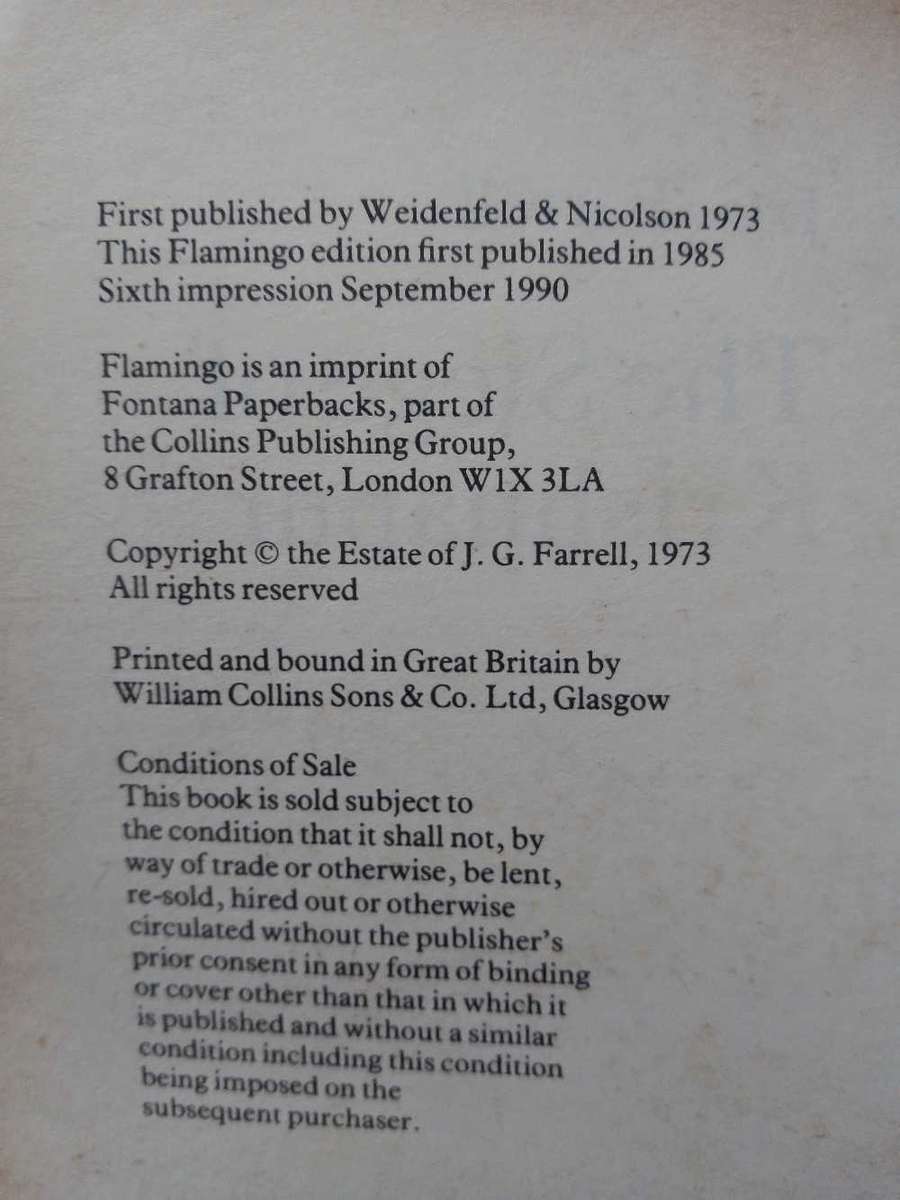 First published by Weidenfeld & Nicolson 1973
This Flamingo edition first published in 1985
Sixth impression September 1990
Flamingo is an imprint of
Fontana Paperbacks, part of
the Collins Publishing Group,
8 Grafton Street, London W1X 3LA
Copyright © the Estate of J. G. Farrell, 1973
All rights reserved
Printed and bound in Great Britain by
William Collins Sons & Co. Ltd, Glasgow
Conditions of Sale
This book is sold subject to
the condition that it shall not, by
way of trade or otherwise, be lent,
re-sold, hired out or otherwise
circulated without the publisher's
prior consent in any form of binding
or cover other than that in which it
is published and without a similar
condition including this condition
being imposed on the
subsequent purchaser.